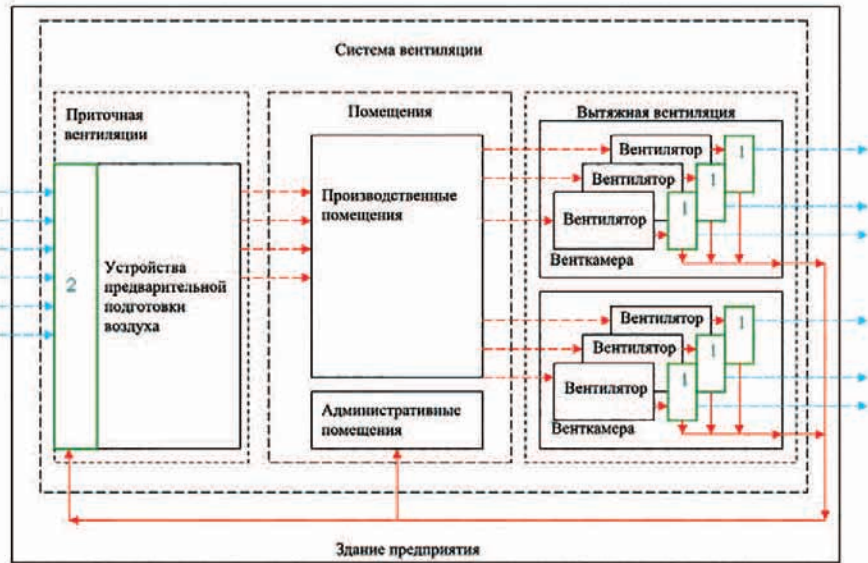 Система вентиляции
Приточная
вентиляции
Помещения
Вытяжная вентиляция
2
Устройства
предварительной
подготовки
воздуха
Производственные
помещения
Административные
помещения
Вентилятор
1
Вентилятор
1
Вентилятор
1
Венткамера
Вентилятор
1
Вентилятор
1
Вентилятор
1
Венткамера
Здание предприятия